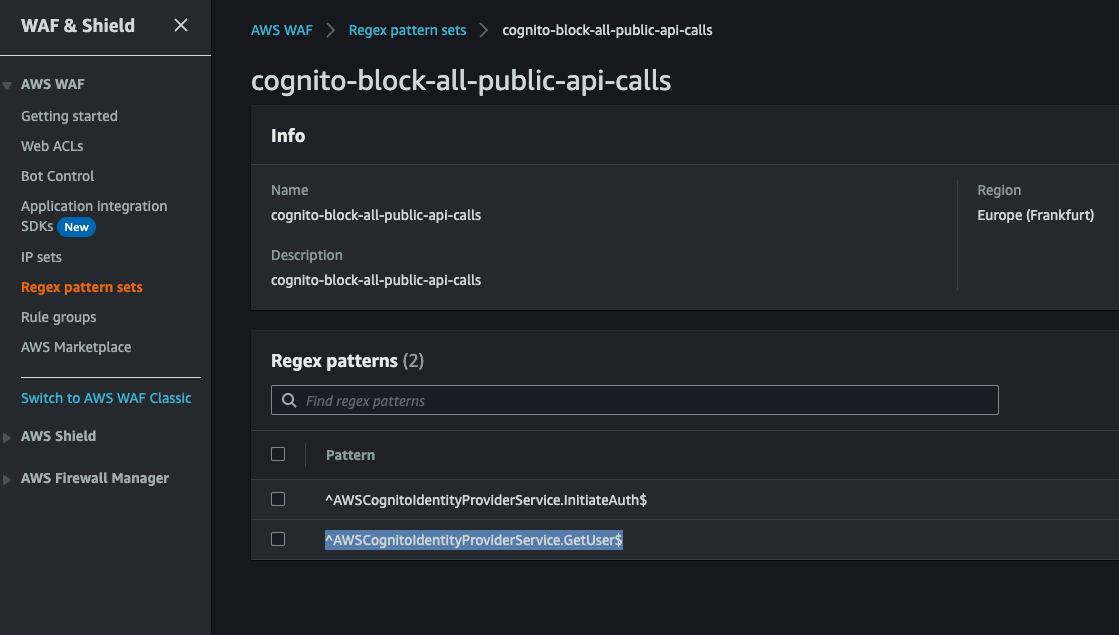 WAF & Shield
AWS WAF
Getting started
Web ACLs
Bot Control
Application integration
SDKs New
IP sets
Regex pattern sets
Rule groups
AWS Marketplace
Switch to AWS WAF Classic
AWS Shield
AWS Firewall Manager
AWS WAF > Regex pattern sets > cognito-block-all-public-api-calls
cognito-block-all-public-api-calls
Info
Name
cognito-block-all-public-api-calls
Description
cognito-block-all-public-api-calls
Region
Europe (Frankfurt)
Regex patterns (2)
Find regex patterns
Pattern
^AWSCognitoIdentityProviderService.InitiateAuth$
^AWSCognitoIdentityProviderService.GetUser$